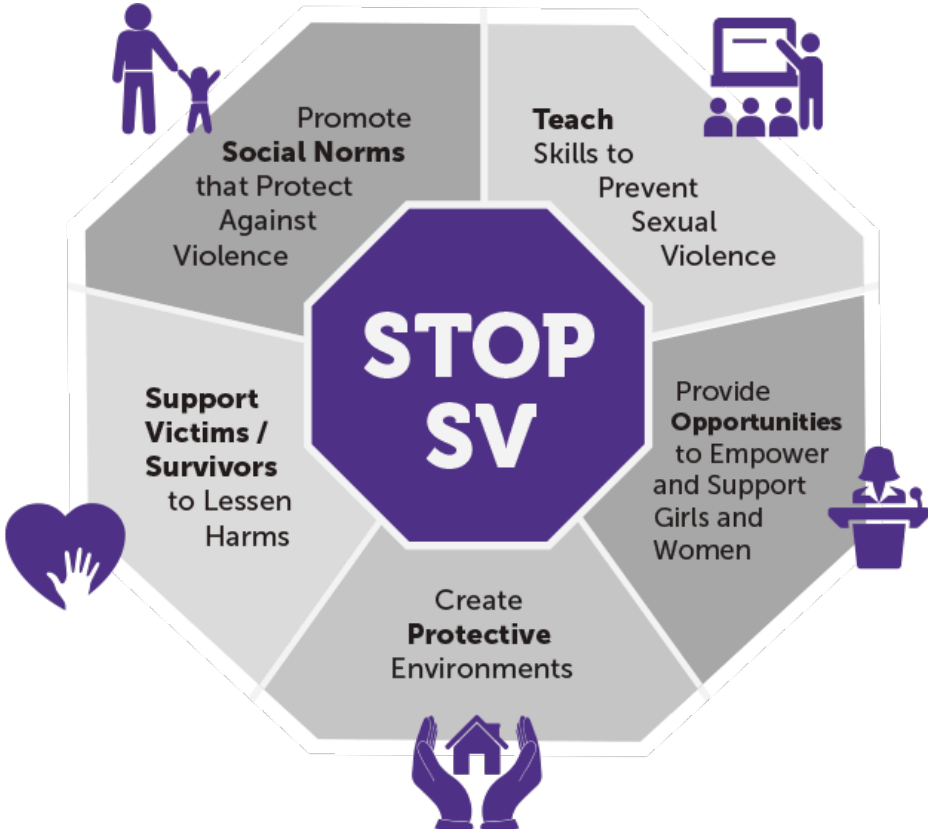 Promote
Social Norms
that Protect
Against
Violence
Teach
Skills to
Prevent
Sexual
Violence
STOP
SV
Support
Victims /
Survivors
to Lessen
Harms
Provide
Opportunities
to Empower
and Support
Girls and
Women
Create
Protective
Environments